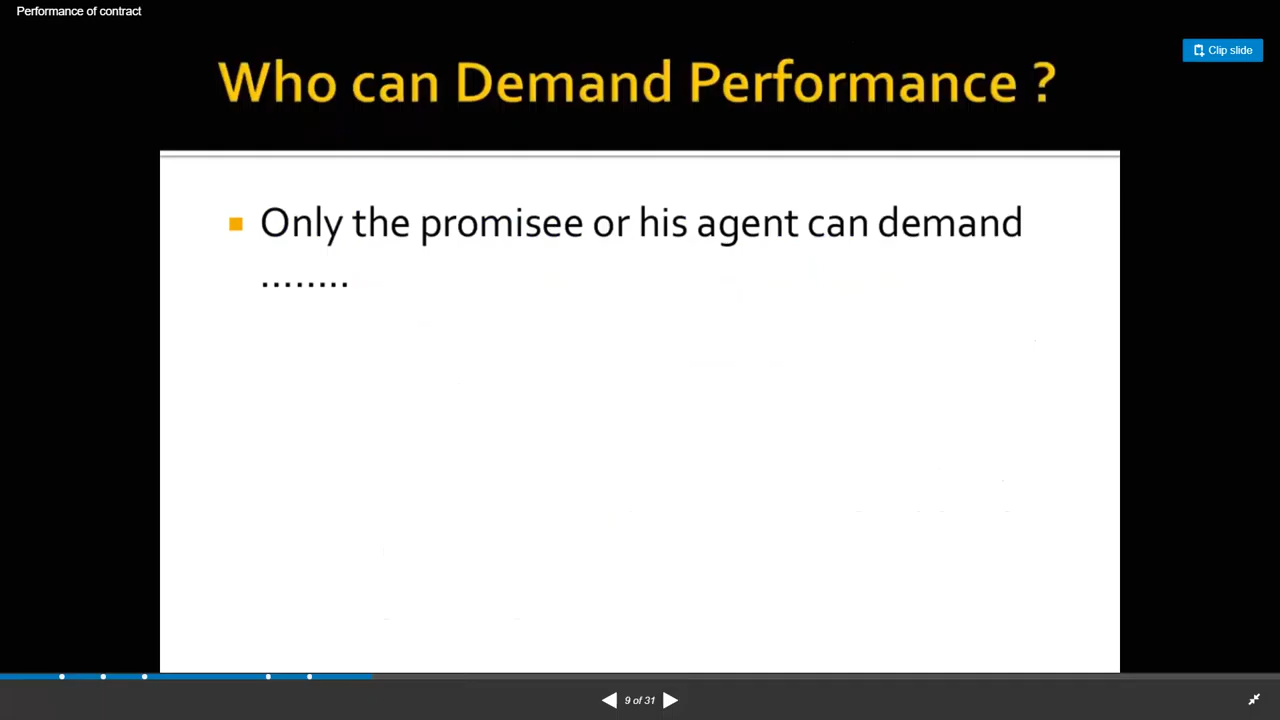 Performance of contract
Clip slide
Who can Demand Performance ?
Only the promisee or his agent can demand
........
9 of 31